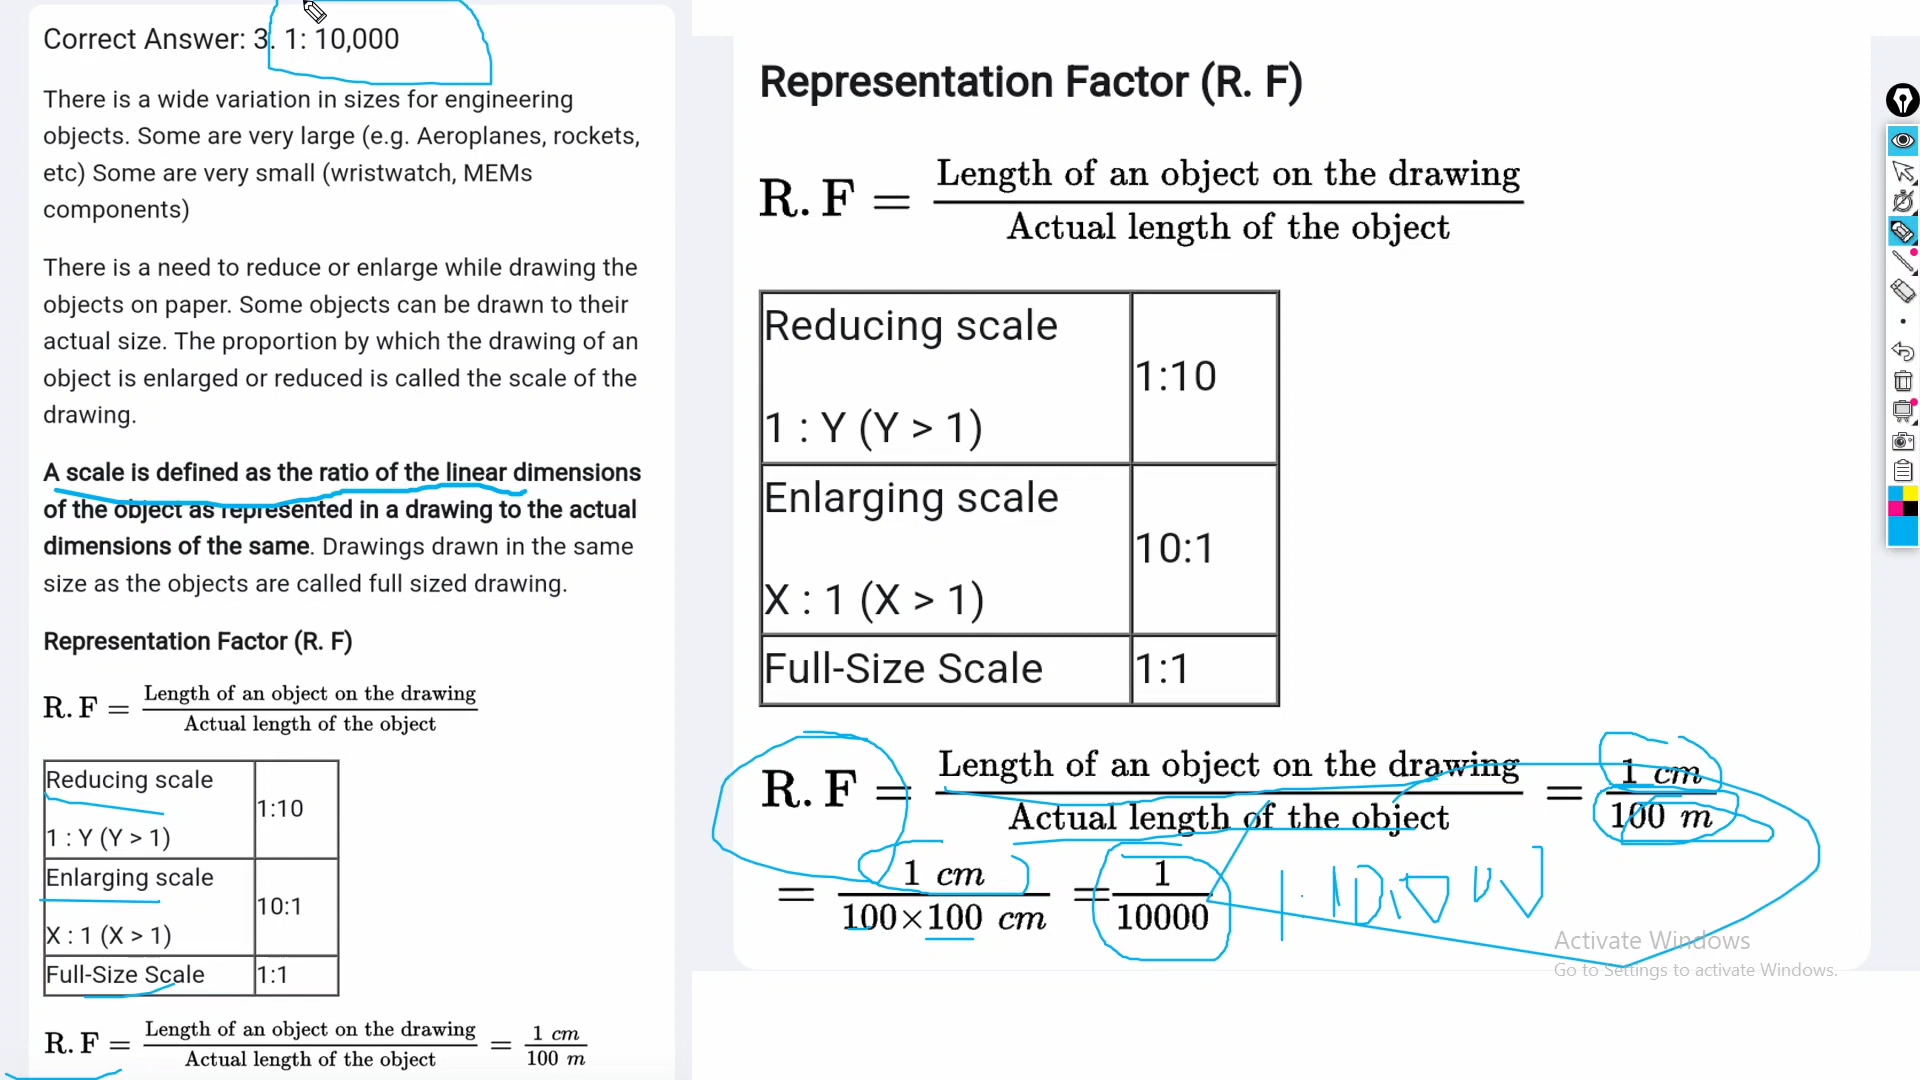 Correct Answer: 3. 1: 10,000
There is a wide variation in sizes for engineering
objects. Some are very large (e.g. Aeroplanes, rockets,
etc) Some are very small (wristwatch, MEMs
components)
There is a need to reduce or enlarge while drawing the
objects on paper. Some objects can be drawn to their
actual size. The proportion by which the drawing of an
object is enlarged or reduced is called the scale of the
drawing.
A scale is defined as the ratio of the linear dimensions
of the object as represented in a drawing to the actual
dimensions of the same. Drawings drawn in the same
size as the objects are called full sized drawing.
Representation Factor (R. F)
R. F = Length of an object on the drawing / Actual length of the object
Reducing scale
1:10
1 : Y (Y > 1)
Enlarging scale
10:1
X : 1 (X > 1)
Full-Size Scale 1:1
R. F = Length of an object on the drawing / Actual length of the object = 1 cm / 100 m
Representation Factor (R. F)
R. F = Length of an object on the drawing / Actual length of the object
Reducing scale
1:10
1 : Y (Y > 1)
Enlarging scale
10:1
X : 1 (X > 1)
Full-Size Scale 1:1
R. F = Length of an object on the drawing / Actual length of the object = 1 cm / 100 m
= 1 cm / 100×100 cm = 1 / 10000
Activate Windows
Go to Settings to activate Windows.